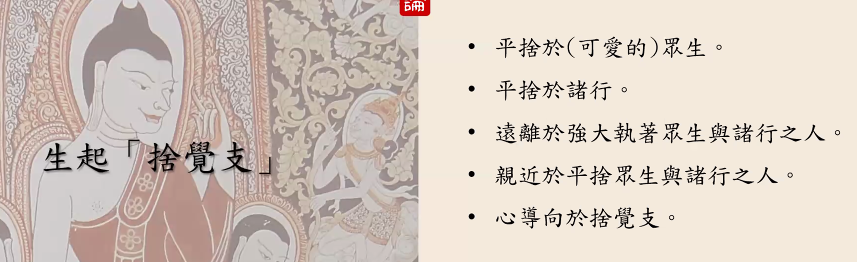 生起「捨覺支」
• 平捨於(可愛的)眾生。
• 平捨於諸行。
• 遠離於強大執著眾生與諸行之人。
• 親近於平捨眾生與諸行之人。
• 心導向於捨覺支。